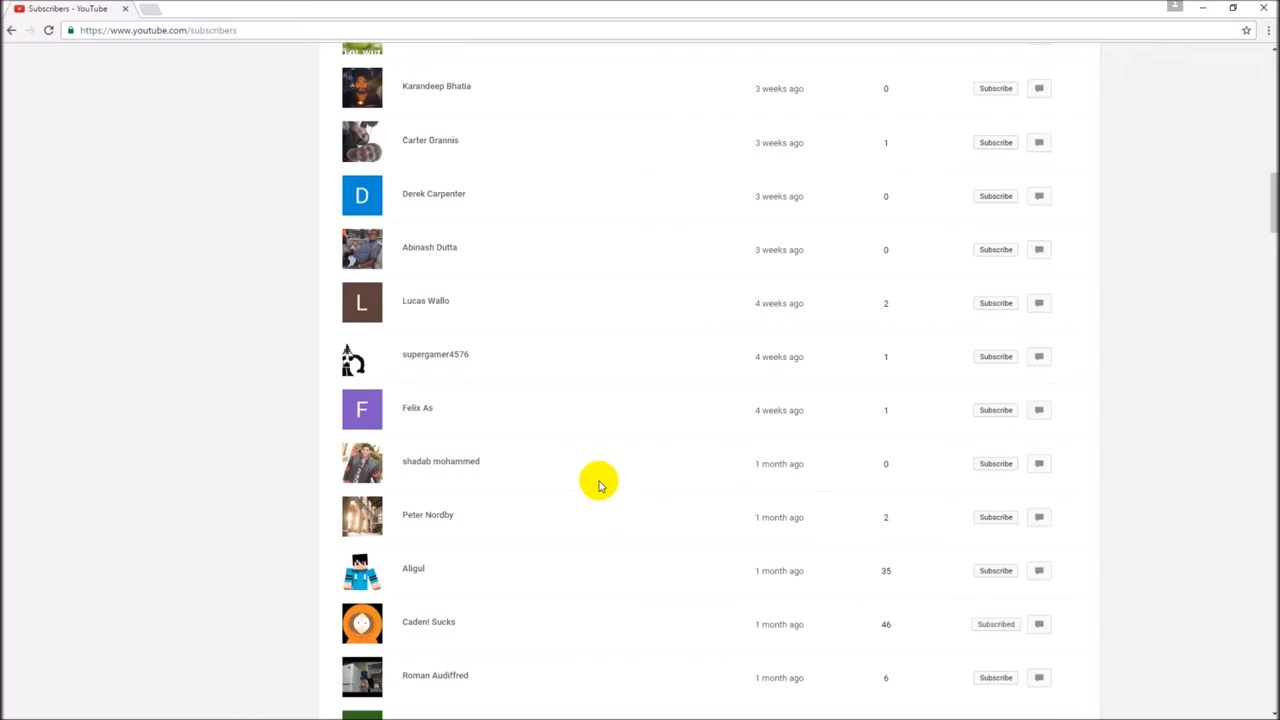 Subscribers - YouTube
https://www.youtube.com/subscribers
LOL WUT
Karandeep Bhatia 3 weeks ago 0 Subscribe
Carter Grannis 3 weeks ago 1 Subscribe
D Derek Carpenter 3 weeks ago 0 Subscribe
Abinash Dutta 3 weeks ago 0 Subscribe
L Lucas Wallo 4 weeks ago 2 Subscribe
supergamer4576 4 weeks ago 1 Subscribe
F Felix As 4 weeks ago 1 Subscribe
shadab mohammed 1 month ago 0 Subscribe
Peter Nordby 1 month ago 2 Subscribe
Aligul 1 month ago 35 Subscribe
Caden! Sucks 1 month ago 46 Subscribed
Roman Audiffred 1 month ago 6 Subscribe